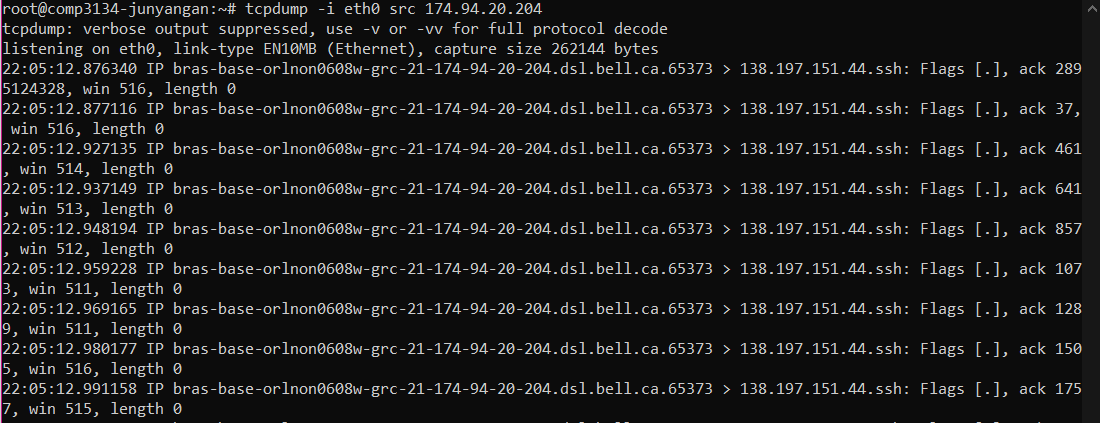 root@comp3134-junyangan:~# tcpdump -i eth0 src 174.94.20.204
tcpdump: verbose output suppressed, use -v or -vv for full protocol decode
listening on eth0, link-type EN10MB (Ethernet), capture size 262144 bytes
22:05:12.876340 IP bras-base-orlnon0608w-grc-21-174-94-20-204.dsl.bell.ca.65373 > 138.197.151.44.ssh: Flags [.], ack 289
5124328, win 516, length 0
22:05:12.877116 IP bras-base-orlnon0608w-grc-21-174-94-20-204.dsl.bell.ca.65373 > 138.197.151.44.ssh: Flags [.], ack 37,
 win 516, length 0
22:05:12.927135 IP bras-base-orlnon0608w-grc-21-174-94-20-204.dsl.bell.ca.65373 > 138.197.151.44.ssh: Flags [.], ack 461
, win 514, length 0
22:05:12.937149 IP bras-base-orlnon0608w-grc-21-174-94-20-204.dsl.bell.ca.65373 > 138.197.151.44.ssh: Flags [.], ack 641
, win 513, length 0
22:05:12.948194 IP bras-base-orlnon0608w-grc-21-174-94-20-204.dsl.bell.ca.65373 > 138.197.151.44.ssh: Flags [.], ack 857
, win 512, length 0
22:05:12.959228 IP bras-base-orlnon0608w-grc-21-174-94-20-204.dsl.bell.ca.65373 > 138.197.151.44.ssh: Flags [.], ack 107
3, win 511, length 0
22:05:12.969165 IP bras-base-orlnon0608w-grc-21-174-94-20-204.dsl.bell.ca.65373 > 138.197.151.44.ssh: Flags [.], ack 128
9, win 511, length 0
22:05:12.980177 IP bras-base-orlnon0608w-grc-21-174-94-20-204.dsl.bell.ca.65373 > 138.197.151.44.ssh: Flags [.], ack 150
5, win 516, length 0
22:05:12.991158 IP bras-base-orlnon0608w-grc-21-174-94-20-204.dsl.bell.ca.65373 > 138.197.151.44.ssh: Flags [.], ack 175
7, win 515, length 0